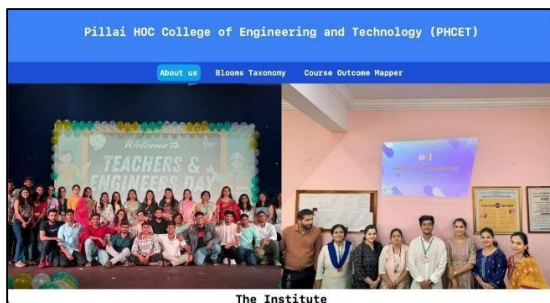 Pillai HOC College of Engineering and Technology (PHCET)
About us Blooms Taxonomy Course Outcome Mapper
Welcome to
TEACHERS &
ENGINEERS DAY
The Institute